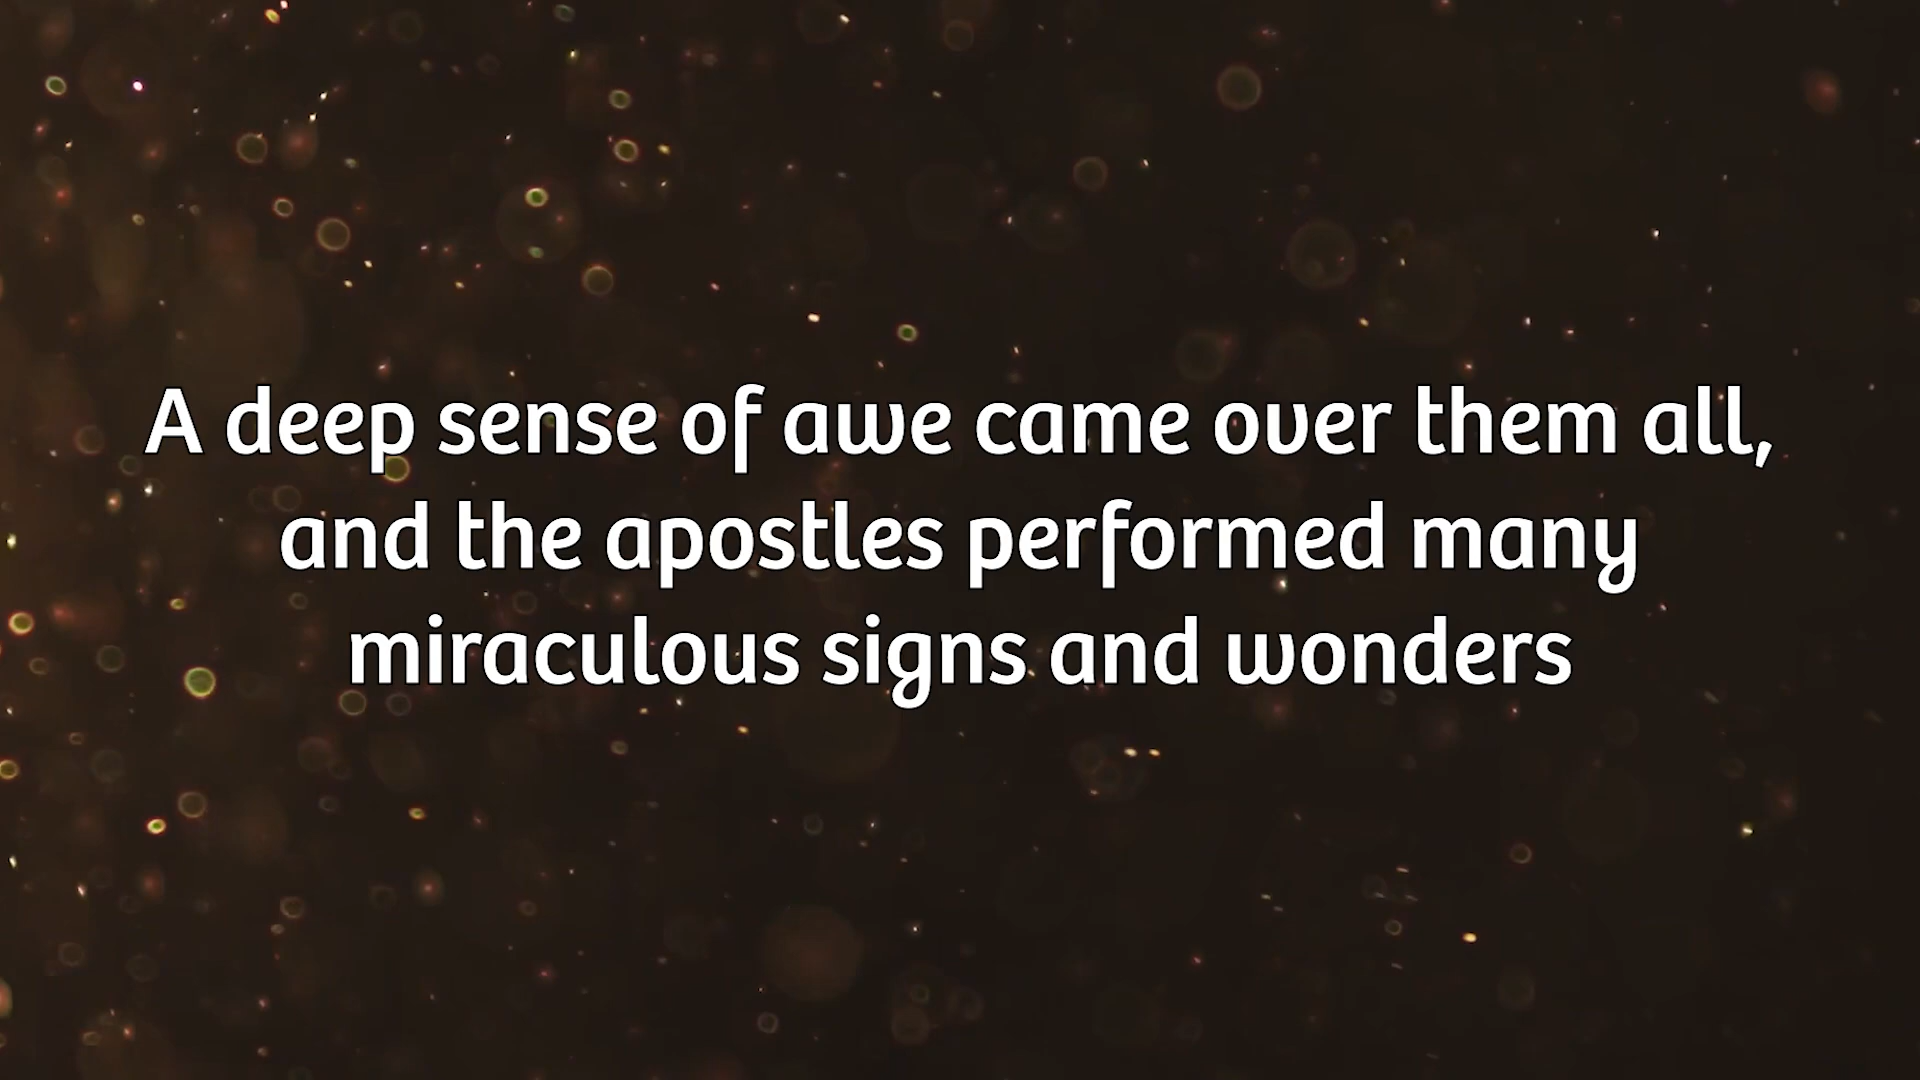 A deep sense of awe came over them all,
and the apostles performed many
miraculous signs and wonders